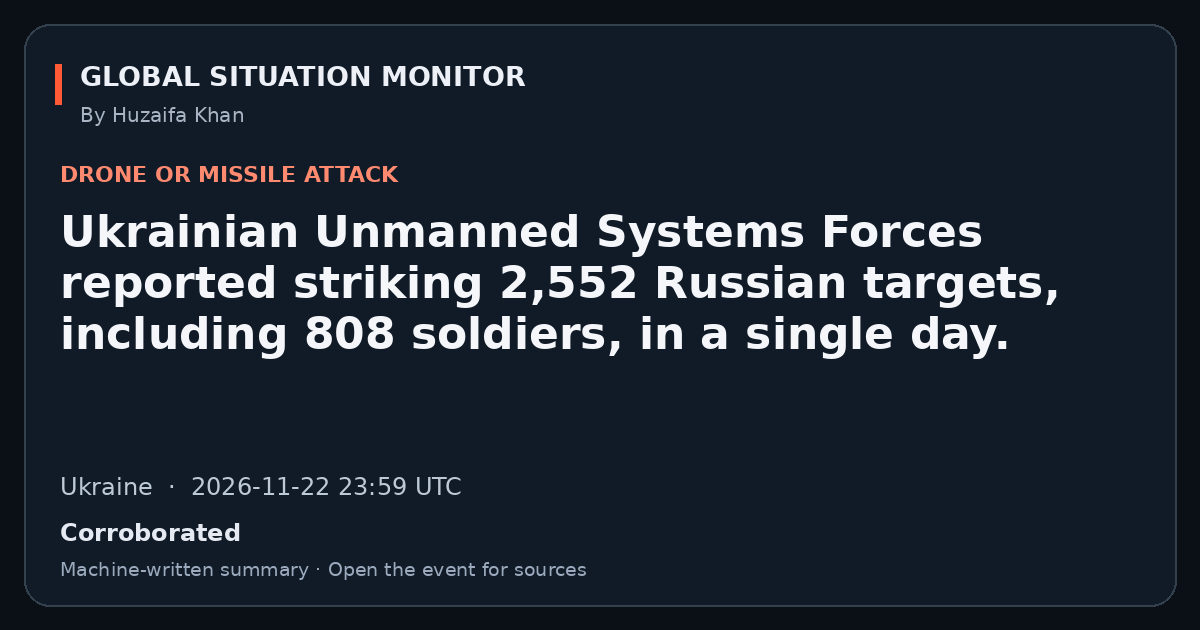 GLOBAL SITUATION MONITOR
By Huzaifa Khan
DRONE OR MISSILE ATTACK
Ukrainian Unmanned Systems Forces
reported striking 2,552 Russian targets,
including 808 soldiers, in a single day.
Ukraine · 2026-11-22 23:59 UTC
Corroborated
Machine-written summary · Open the event for sources